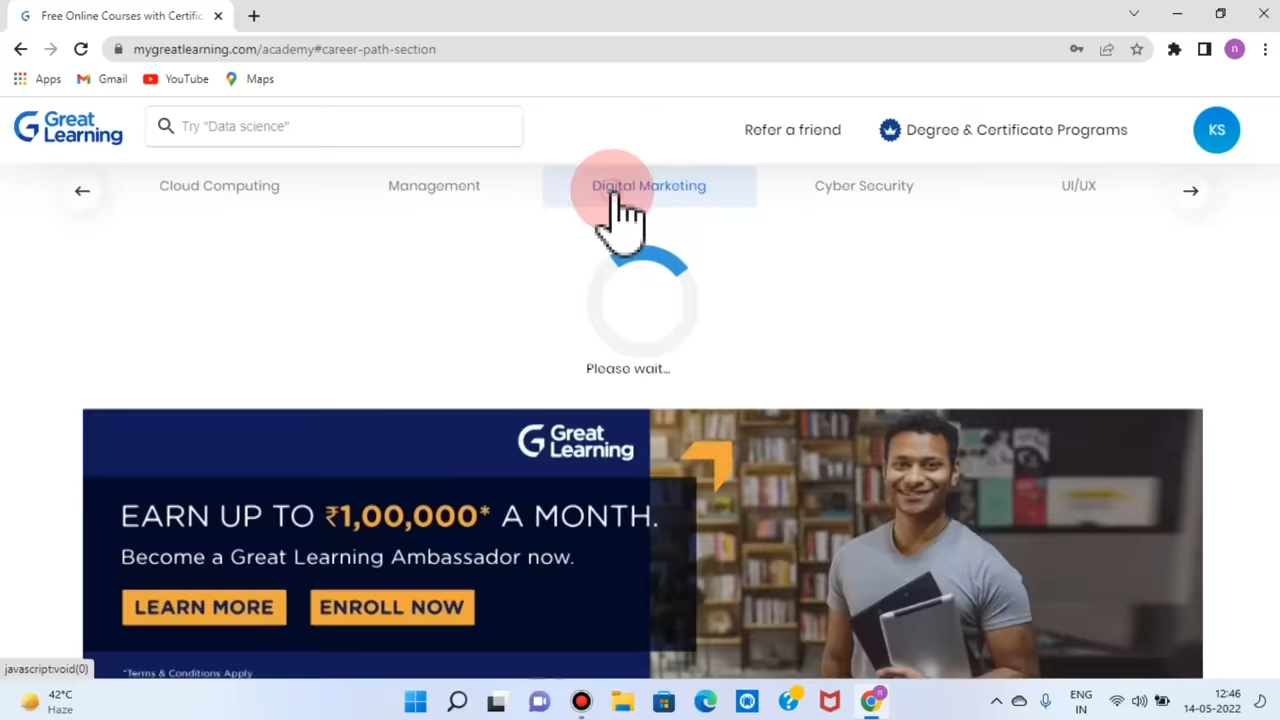 Free Online Courses with Certific
mygreatlearning.com/academy#career-path-section
n
Apps
Gmail
YouTube
Maps
Great
Learning
Try "Data science"
Refer a friend
Degree & Certificate Programs
KS
Cloud Computing
Management
Digital Marketing
Cyber Security
UI/UX
Please wait...
Great
Learning
EARN UP TO ₹1,00,000* A MONTH.
Become a Great Learning Ambassador now.
LEARN MORE
ENROLL NOW
*Terms & Conditions Apply
javascript:void(0)
42°C
Haze
ENG
IN
12:46
14-05-2022